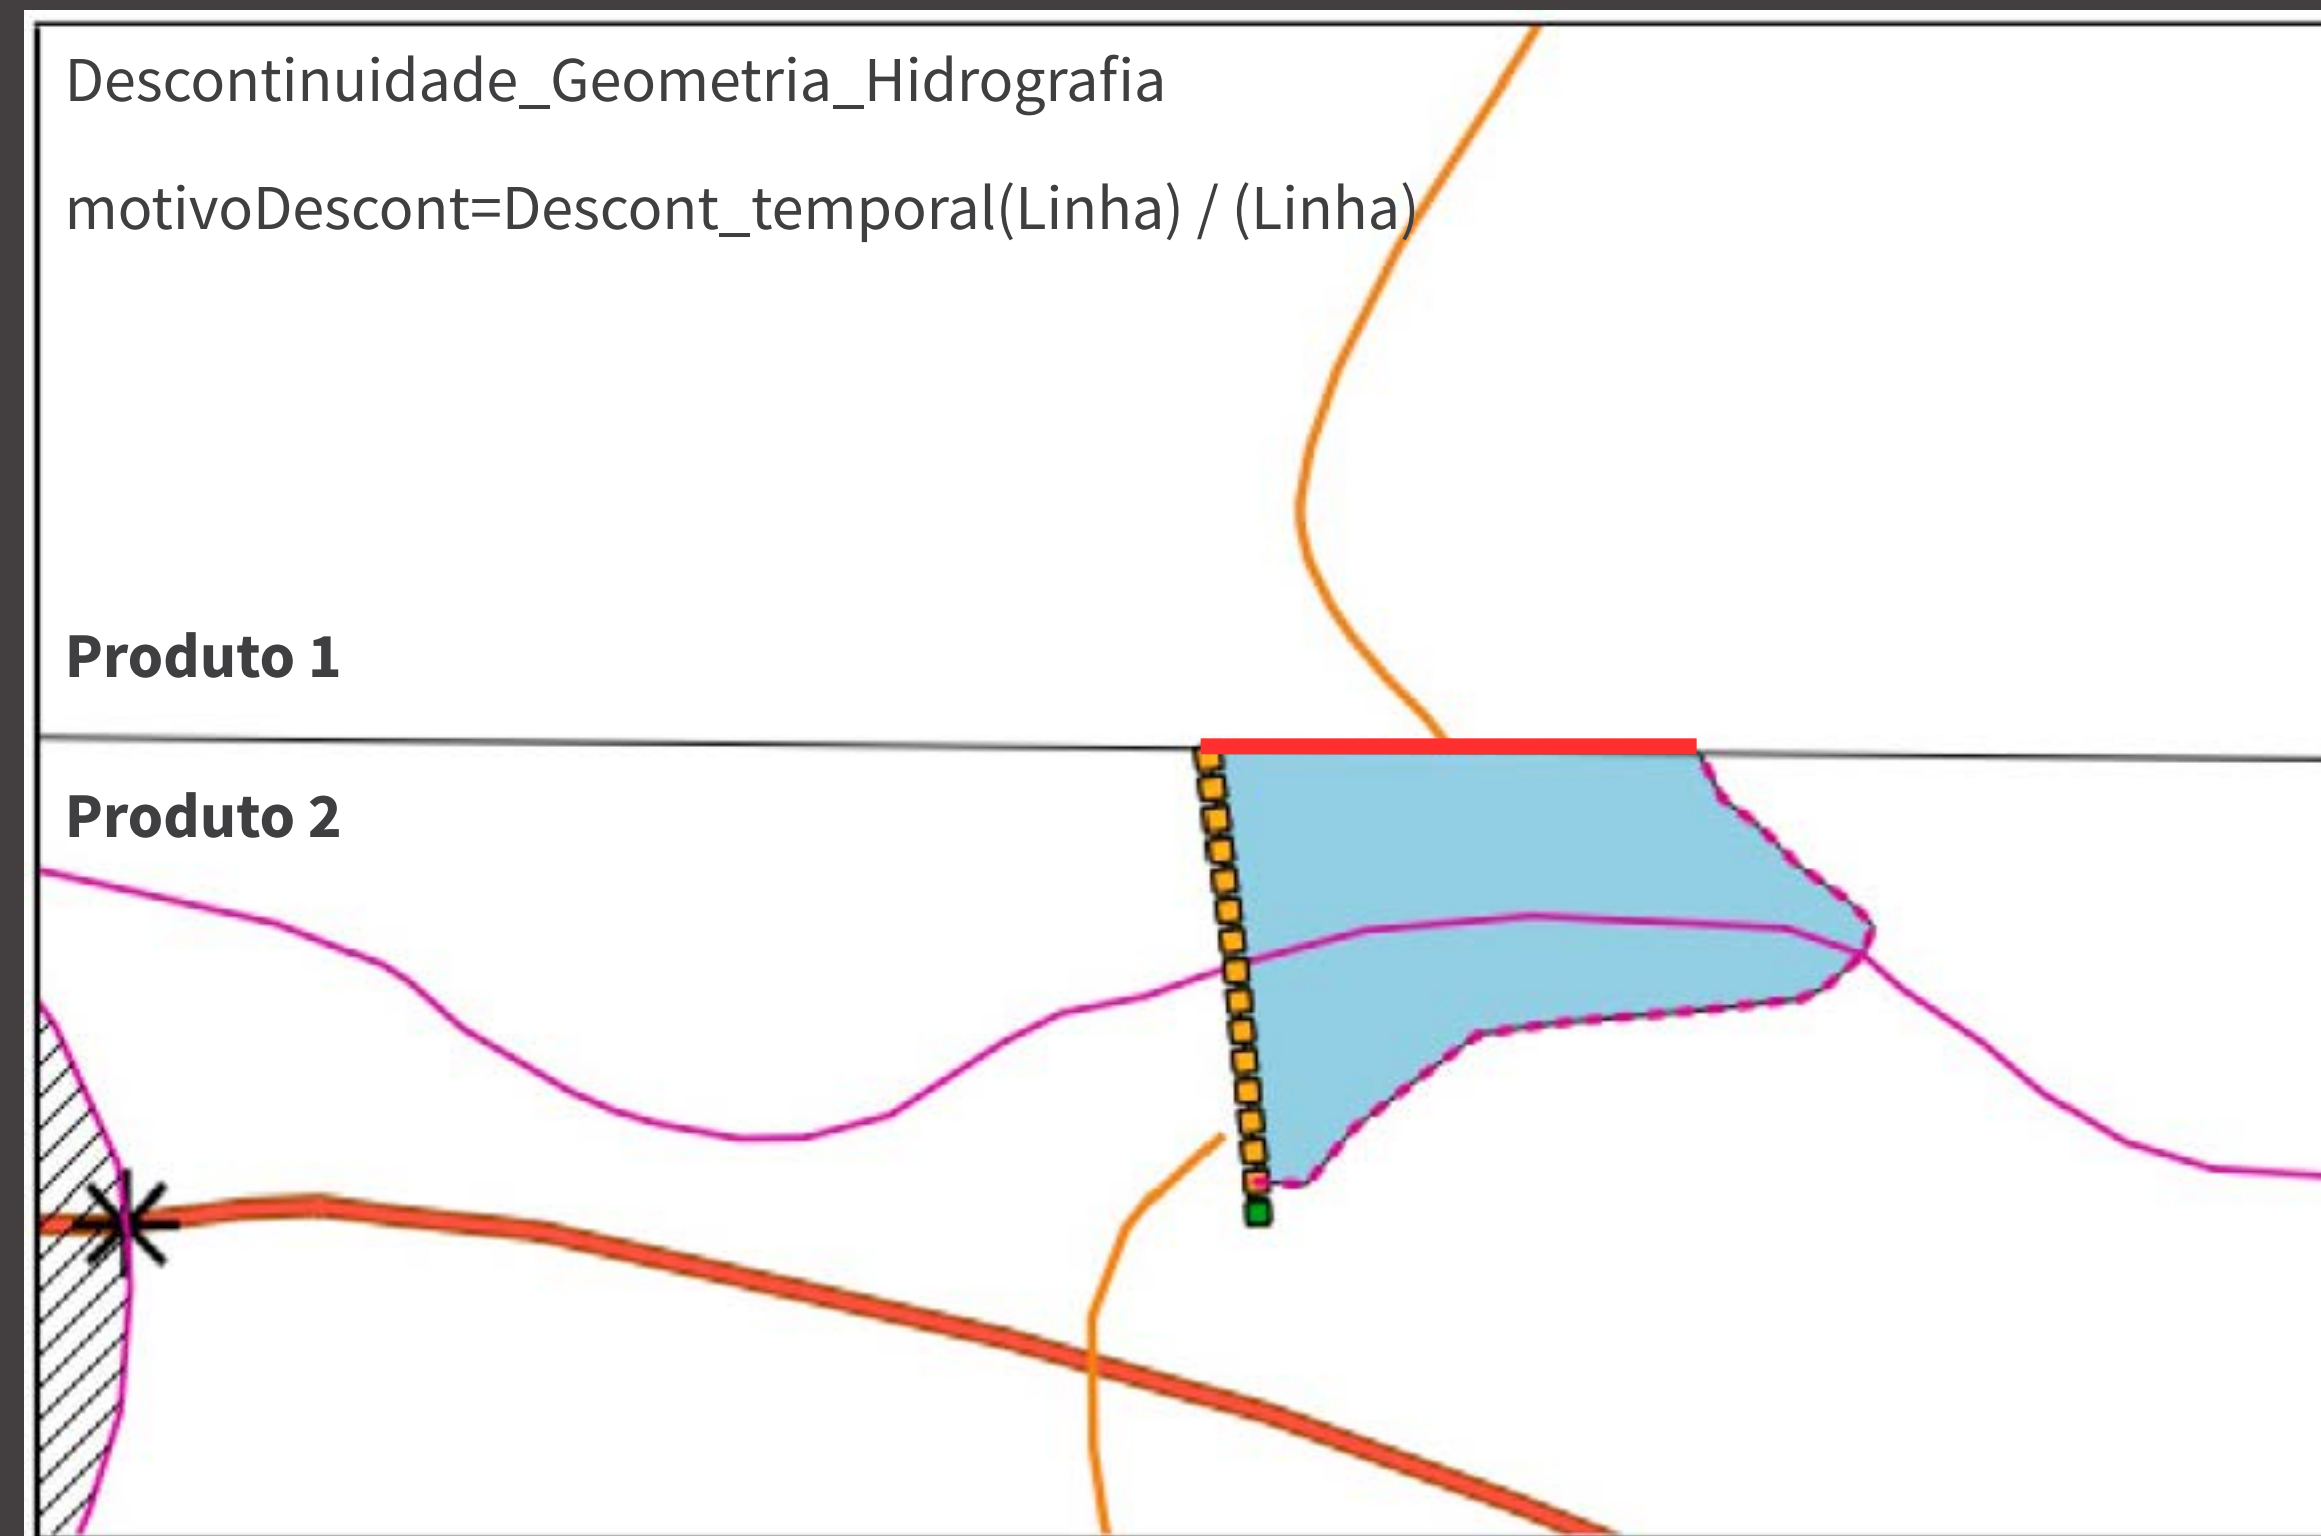 Descontinuidade_Geometria_Hidrografia
motivoDescont=Descont_temporal(Linha) / (Linha)
Produto 1
Produto 2